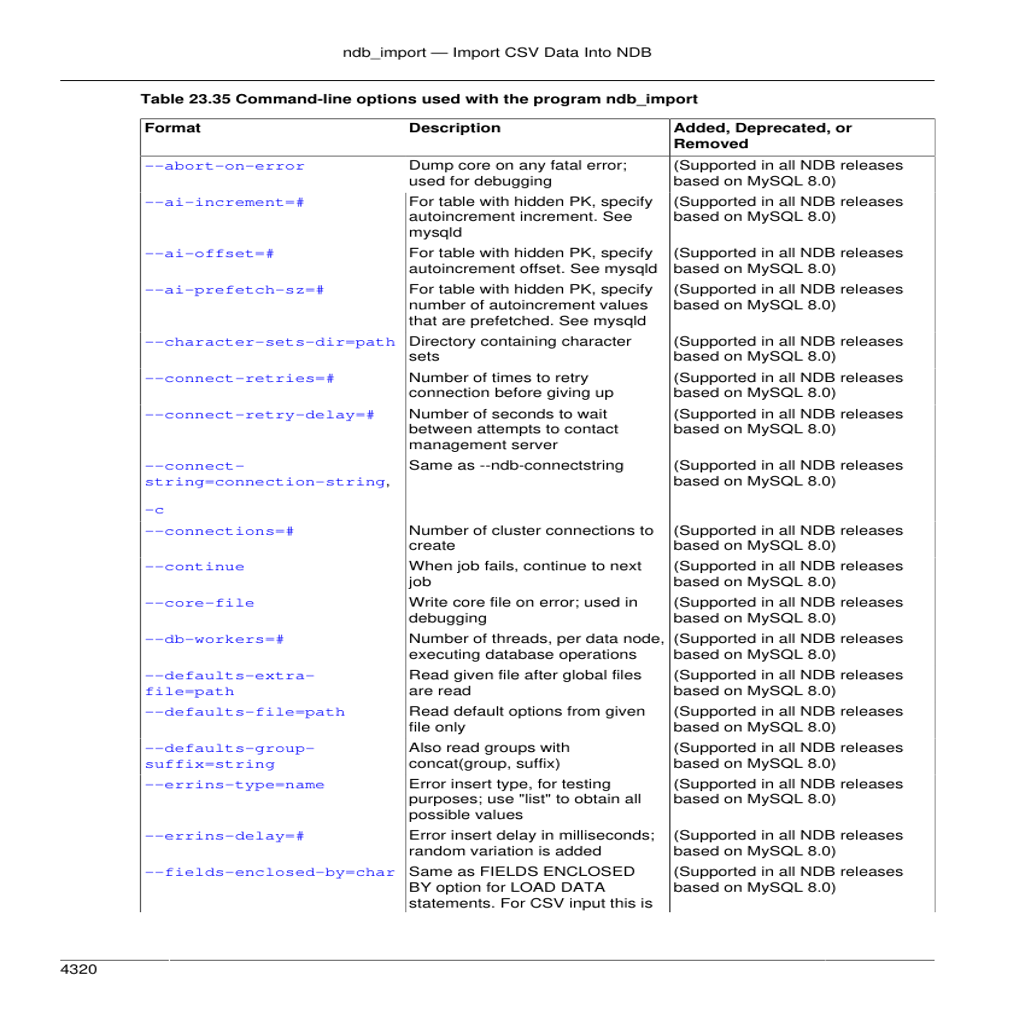 ndb_import — Import CSV Data Into NDB
Table 23.35 Command-line options used with the program ndb_import
Format Description Added, Deprecated, or
Removed
--abort-on-error Dump core on any fatal error; (Supported in all NDB releases
used for debugging based on MySQL 8.0)
--ai-increment=# For table with hidden PK, specify (Supported in all NDB releases
autoincrement increment. See based on MySQL 8.0)
mysqld
--ai-offset=# For table with hidden PK, specify (Supported in all NDB releases
autoincrement offset. See mysqld based on MySQL 8.0)
--ai-prefetch-sz=# For table with hidden PK, specify (Supported in all NDB releases
number of autoincrement values based on MySQL 8.0)
that are prefetched. See mysqld
--character-sets-dir=path Directory containing character (Supported in all NDB releases
sets based on MySQL 8.0)
--connect-retries=# Number of times to retry (Supported in all NDB releases
connection before giving up based on MySQL 8.0)
--connect-retry-delay=# Number of seconds to wait (Supported in all NDB releases
between attempts to contact based on MySQL 8.0)
management server
--connect- Same as --ndb-connectstring (Supported in all NDB releases
string=connection-string, based on MySQL 8.0)
-c
--connections=# Number of cluster connections to (Supported in all NDB releases
create based on MySQL 8.0)
--continue When job fails, continue to next (Supported in all NDB releases
job based on MySQL 8.0)
--core-file Write core file on error; used in (Supported in all NDB releases
debugging based on MySQL 8.0)
--db-workers=# Number of threads, per data node, (Supported in all NDB releases
executing database operations based on MySQL 8.0)
--defaults-extra- Read given file after global files (Supported in all NDB releases
file=path are read based on MySQL 8.0)
--defaults-file=path Read default options from given (Supported in all NDB releases
file only based on MySQL 8.0)
--defaults-group- Also read groups with (Supported in all NDB releases
suffix=string concat(group, suffix) based on MySQL 8.0)
--errins-type=name Error insert type, for testing (Supported in all NDB releases
purposes; use "list" to obtain all based on MySQL 8.0)
possible values
--errins-delay=# Error insert delay in milliseconds; (Supported in all NDB releases
random variation is added based on MySQL 8.0)
--fields-enclosed-by=char Same as FIELDS ENCLOSED (Supported in all NDB releases
BY option for LOAD DATA based on MySQL 8.0)
statements. For CSV input this is
4320